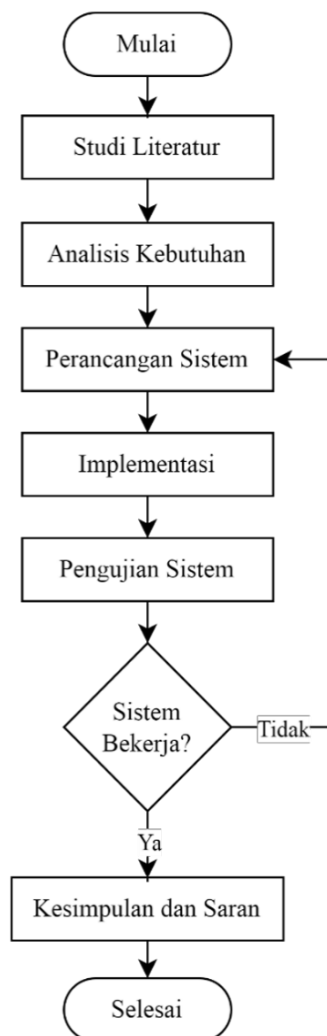 Mulai
Studi Literatur
Analisis Kebutuhan
Perancangan Sistem
Implementasi
Pengujian Sistem
Sistem
Bekerja?
Tidak
Ya
Kesimpulan dan Saran
Selesai